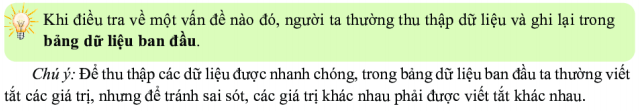 Khi điều tra về một vấn đề nào đó, người ta thường thu thập dữ liệu và ghi lại trong
bảng dữ liệu ban đầu.
Chú ý: Để thu thập các dữ liệu được nhanh chóng, trong bảng dữ liệu ban đầu ta thường viết
tắt các giá trị, nhưng để tránh sai sót, các giá trị khác nhau phải được viết tắt khác nhau.